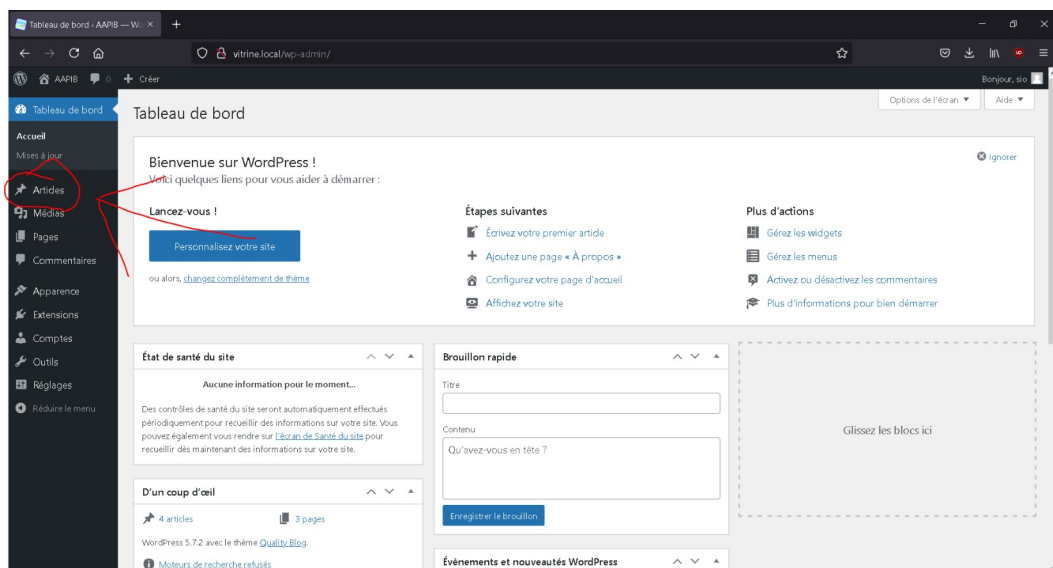 Tableau de bord ‹ AAPIB — Wo
vitrine.local/wp-admin/
AAPIB 0 Créer Bonjour, sio
Options de l'écran Aide
Tableau de bord
Accueil
Mises à jour
Articles
Médias
Pages
Commentaires
Apparence
Extensions
Comptes
Outils
Réglages
Réduire le menu
Tableau de bord
Bienvenue sur WordPress !
Ignorer
Voici quelques liens pour vous aider à démarrer :
Lancez-vous !
Personnalisez votre site
ou alors, changez complètement de thème
Étapes suivantes
Écrivez votre premier article
Ajoutez une page « À propos »
Configurez votre page d'accueil
Affichez votre site
Plus d'actions
Gérez les widgets
Gérez les menus
Activez ou désactivez les commentaires
Plus d'informations pour bien démarrer
État de santé du site
Aucune information pour le moment...
Des contrôles de santé du site seront automatiquement effectués
périodiquement pour recueillir des informations sur votre site. Vous
pouvez également vous rendre sur l'écran de Santé du site pour
recueillir dès maintenant des informations sur votre site.
D'un coup d'œil
4 articles 3 pages
WordPress 5.7.2 avec le thème Quality Blog.
Moteurs de recherche refusés
Brouillon rapide
Titre
Contenu
Qu'avez-vous en tête ?
Enregistrer le brouillon
Évènements et nouveautés WordPress
Glissez les blocs ici